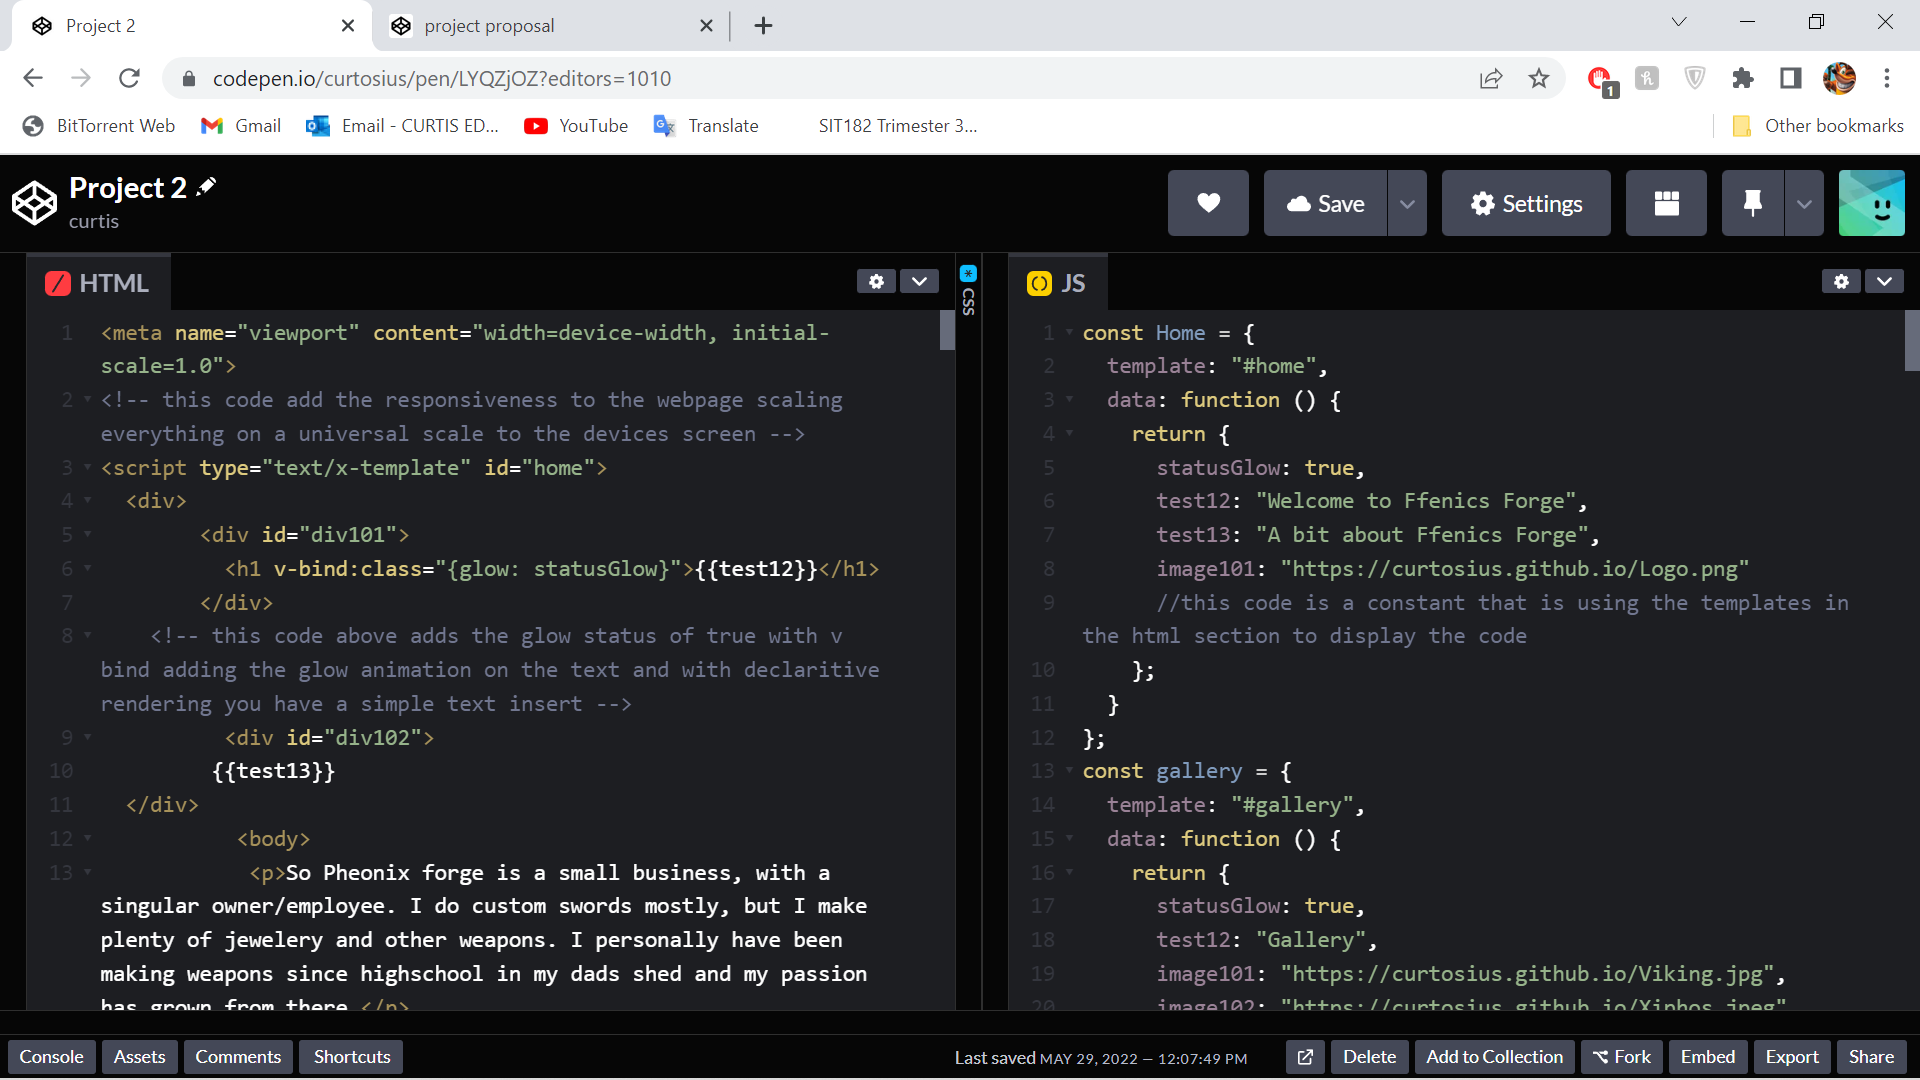 Project 2
project proposal
codepen.io/curtosius/pen/LYQZjOZ?editors=1010
1
BitTorrent Web
Gmail
Email - CURTIS ED...
YouTube
Translate
SIT182 Trimester 3...
Other bookmarks
Project 2
curtis
Save
Settings
HTML
CSS
JS
1 <meta name="viewport" content="width=device-width, initial-
scale=1.0">
2 <!-- this code add the responsiveness to the webpage scaling
everything on a universal scale to the devices screen -->
3 <script type="text/x-template" id="home">
4 <div>
5 <div id="div101">
6 <h1 v-bind:class="{glow: statusGlow}">{{test12}}</h1>
7 </div>
8 <!-- this code above adds the glow status of true with v
bind adding the glow animation on the text and with declaritive
rendering you have a simple text insert -->
9 <div id="div102">
10 {{test13}}
11 </div>
12 <body>
13 <p>So Pheonix forge is a small business, with a
singular owner/employee. I do custom swords mostly, but I make
plenty of jewelery and other weapons. I personally have been
making weapons since highschool in my dads shed and my passion
has grown from there </p>
1 const Home = {
2 template: "#home",
3 data: function () {
4 return {
5 statusGlow: true,
6 test12: "Welcome to Ffenics Forge",
7 test13: "A bit about Ffenics Forge",
8 image101: "https://curtosius.github.io/Logo.png"
9 //this code is a constant that is using the templates in
the html section to display the code
10 };
11 }
12 };
13 const gallery = {
14 template: "#gallery",
15 data: function () {
16 return {
17 statusGlow: true,
18 test12: "Gallery",
19 image101: "https://curtosius.github.io/Viking.jpg",
20 image102: "https://curtosius.github.io/Xiphos.jpeg"
Console
Assets
Comments
Shortcuts
Last saved MAY 29, 2022 — 12:07:49 PM
Delete
Add to Collection
Fork
Embed
Export
Share